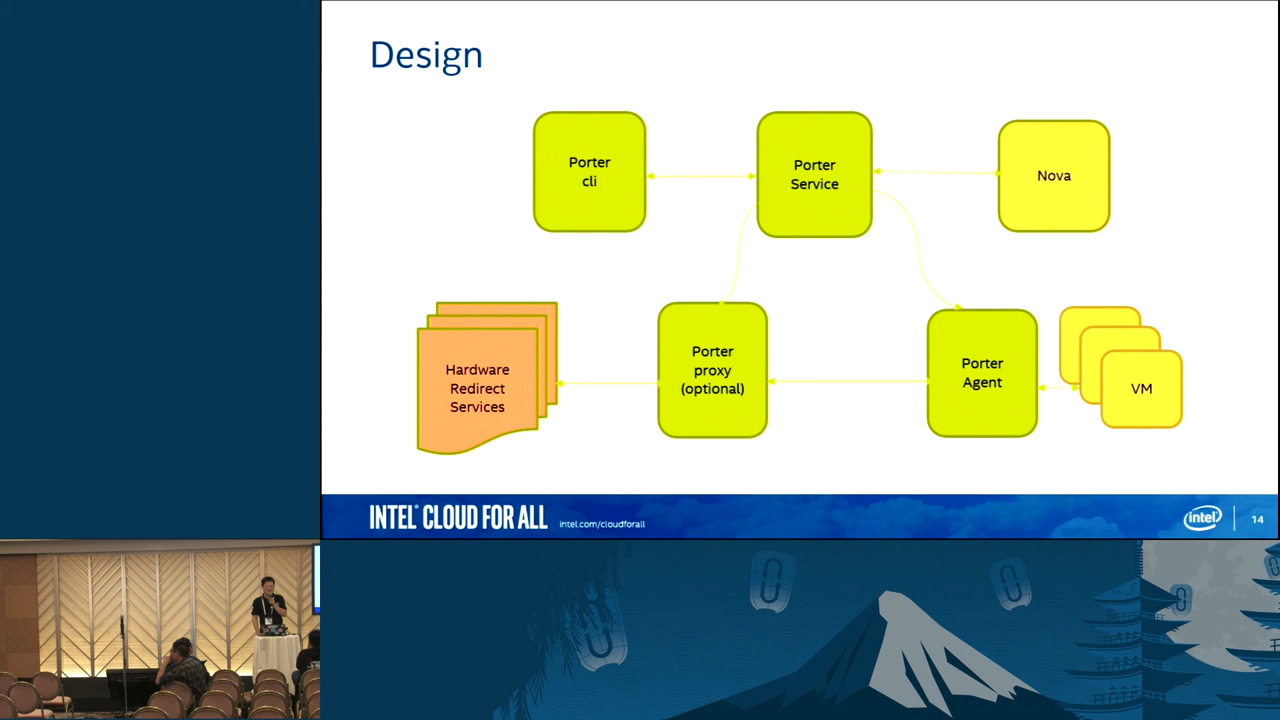 Design
Porter
cli
Porter
Service
Nova
Hardware
Redirect
Services
Porter
proxy
(optional)
Porter
Agent
VM
INTEL® CLOUD FOR ALL
intel.com/cloudforall
intel
14